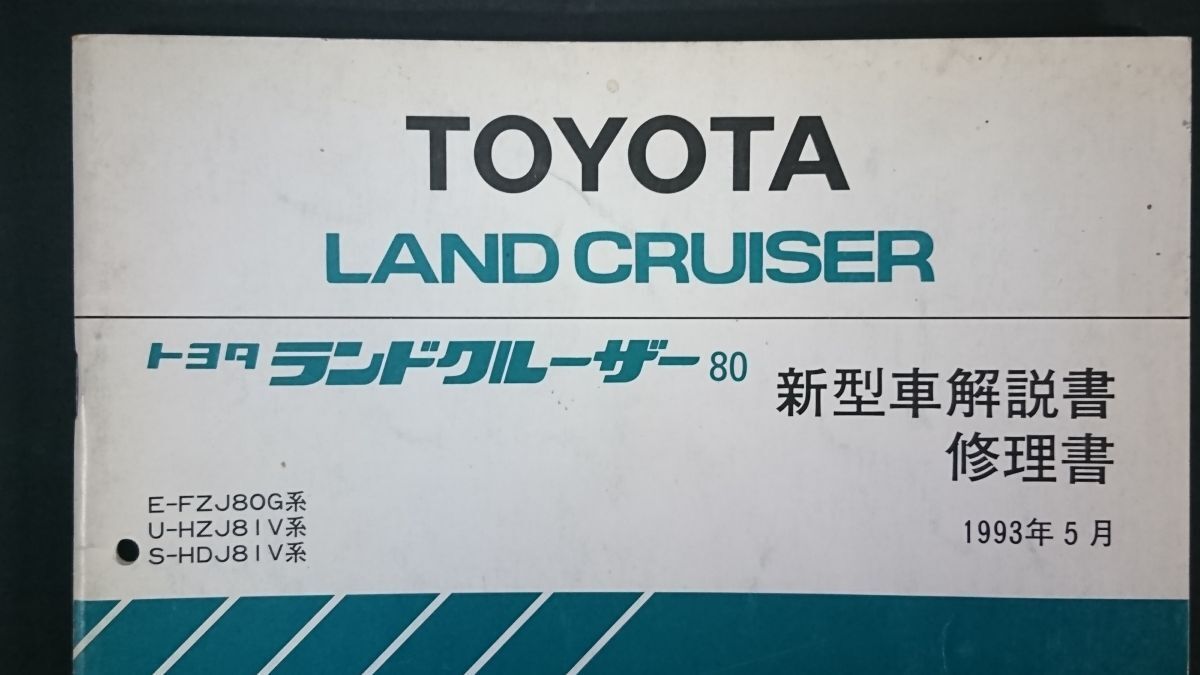 TOYOTA
LAND CRUISER
トヨタ ランドクルーザー 80
新型車解説書
修理書
E-FZJ80G系
U-HZJ81V系
S-HDJ81V系
1993年5月